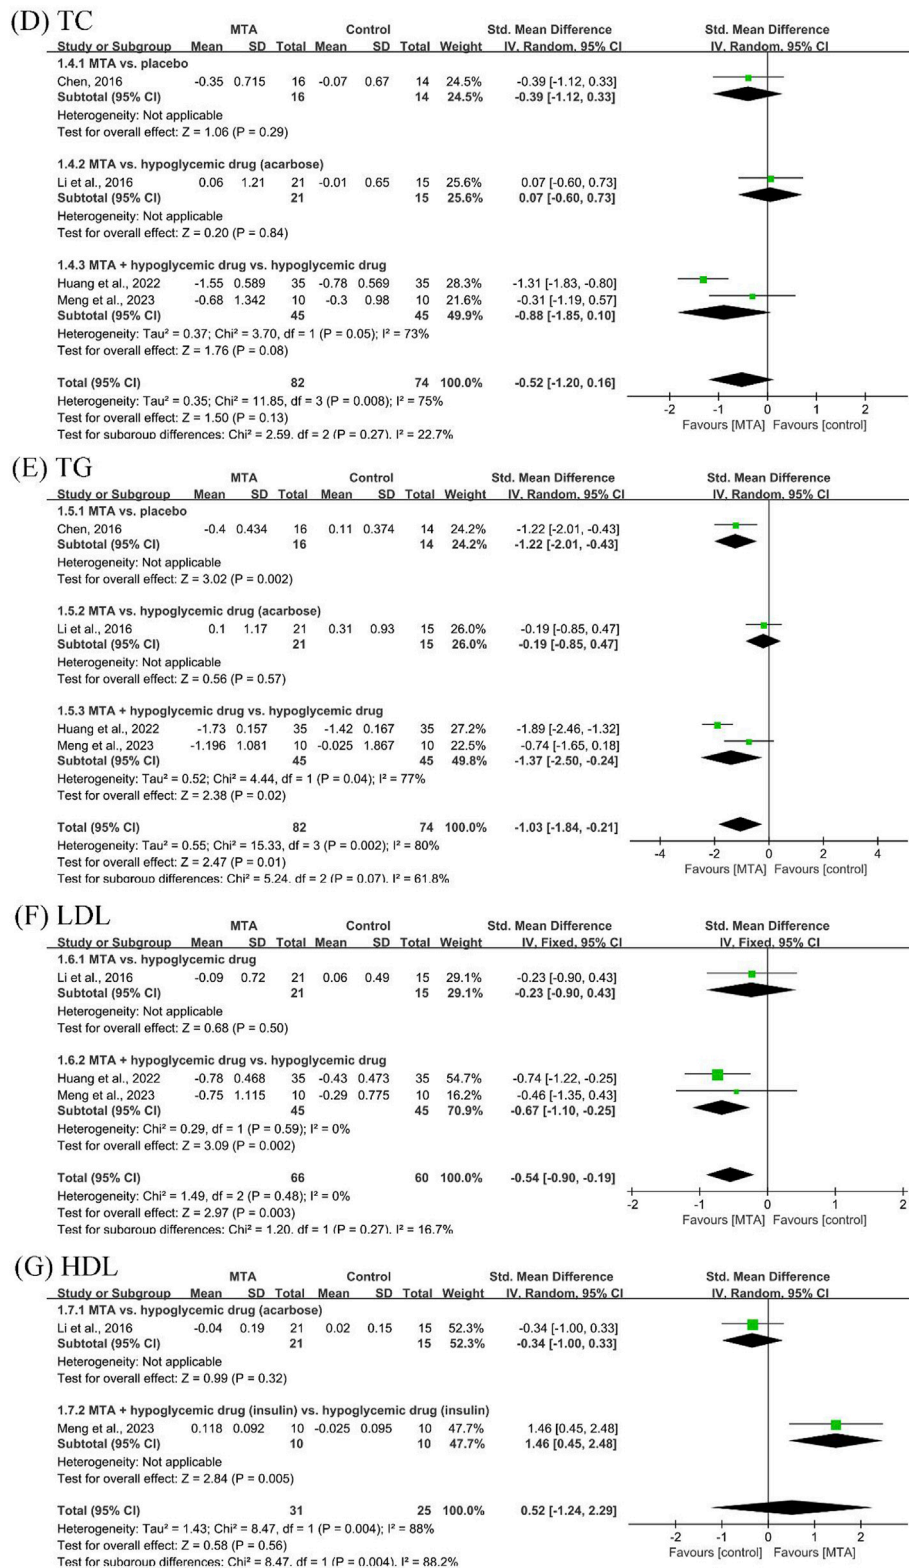 (D) TC
MTA Control Std. Mean Difference Std. Mean Difference
Study or Subgroup Mean SD Total Mean SD Total Weight IV, Random, 95% CI IV, Random, 95% CI
1.4.1 MTA vs. placebo
Chen, 2016 -0.35 0.715 16 -0.07 0.67 14 24.5% -0.39 [-1.12, 0.33]
Subtotal (95% CI) 16 14 24.5% -0.39 [-1.12, 0.33]
Heterogeneity: Not applicable
Test for overall effect: Z = 1.06 (P = 0.29)
1.4.2 MTA vs. hypoglycemic drug (acarbose)
Li et al., 2016 0.06 1.21 21 -0.01 0.65 15 25.6% 0.07 [-0.60, 0.73]
Subtotal (95% CI) 21 15 25.6% 0.07 [-0.60, 0.73]
Heterogeneity: Not applicable
Test for overall effect: Z = 0.20 (P = 0.84)
1.4.3 MTA + hypoglycemic drug vs. hypoglycemic drug
Huang et al., 2022 -1.55 0.589 35 -0.78 0.569 35 28.3% -1.31 [-1.83, -0.80]
Meng et al., 2023 -0.68 1.342 10 -0.3 0.98 10 21.6% -0.31 [-1.19, 0.57]
Subtotal (95% CI) 45 45 49.9% -0.88 [-1.85, 0.10]
Heterogeneity: Tau² = 0.37; Chi² = 3.70, df = 1 (P = 0.05); I² = 73%
Test for overall effect: Z = 1.76 (P = 0.08)
Total (95% CI) 82 74 100.0% -0.52 [-1.20, 0.16]
Heterogeneity: Tau² = 0.35; Chi² = 11.85, df = 3 (P = 0.008); I² = 75%
Test for overall effect: Z = 1.50 (P = 0.13)
Test for subgroup differences: Chi² = 2.59, df = 2 (P = 0.27), I² = 22.7%
-2 -1 0 1 2
Favours [MTA] Favours [control]
(E) TG
MTA Control Std. Mean Difference Std. Mean Difference
Study or Subgroup Mean SD Total Mean SD Total Weight IV, Random, 95% CI IV, Random, 95% CI
1.5.1 MTA vs. placebo
Chen, 2016 -0.4 0.434 16 0.11 0.374 14 24.2% -1.22 [-2.01, -0.43]
Subtotal (95% CI) 16 14 24.2% -1.22 [-2.01, -0.43]
Heterogeneity: Not applicable
Test for overall effect: Z = 3.02 (P = 0.002)
1.5.2 MTA vs. hypoglycemic drug (acarbose)
Li et al., 2016 0.1 1.17 21 0.31 0.93 15 26.0% -0.19 [-0.85, 0.47]
Subtotal (95% CI) 21 15 26.0% -0.19 [-0.85, 0.47]
Heterogeneity: Not applicable
Test for overall effect: Z = 0.56 (P = 0.57)
1.5.3 MTA + hypoglycemic drug vs. hypoglycemic drug
Huang et al., 2022 -1.73 0.157 35 -1.42 0.167 35 27.2% -1.89 [-2.46, -1.32]
Meng et al., 2023 -1.196 1.081 10 -0.025 1.867 10 22.5% -0.74 [-1.65, 0.18]
Subtotal (95% CI) 45 45 49.8% -1.37 [-2.50, -0.24]
Heterogeneity: Tau² = 0.52; Chi² = 4.44, df = 1 (P = 0.04); I² = 77%
Test for overall effect: Z = 2.38 (P = 0.02)
Total (95% CI) 82 74 100.0% -1.03 [-1.84, -0.21]
Heterogeneity: Tau² = 0.55; Chi² = 15.33, df = 3 (P = 0.002); I² = 80%
Test for overall effect: Z = 2.47 (P = 0.01)
Test for subgroup differences: Chi² = 5.24, df = 2 (P = 0.07), I² = 61.8%
-4 -2 0 2 4
Favours [MTA] Favours [control]
(F) LDL
MTA Control Std. Mean Difference Std. Mean Difference
Study or Subgroup Mean SD Total Mean SD Total Weight IV, Fixed, 95% CI IV, Fixed, 95% CI
1.6.1 MTA vs. hypoglycemic drug
Li et al., 2016 -0.09 0.72 21 0.06 0.49 15 29.1% -0.23 [-0.90, 0.43]
Subtotal (95% CI) 21 15 29.1% -0.23 [-0.90, 0.43]
Heterogeneity: Not applicable
Test for overall effect: Z = 0.68 (P = 0.50)
1.6.2 MTA + hypoglycemic drug vs. hypoglycemic drug
Huang et al., 2022 -0.78 0.468 35 -0.43 0.473 35 54.7% -0.74 [-1.22, -0.25]
Meng et al., 2023 -0.75 1.115 10 -0.29 0.775 10 16.2% -0.46 [-1.35, 0.43]
Subtotal (95% CI) 45 45 70.9% -0.67 [-1.10, -0.25]
Heterogeneity: Chi² = 0.29, df = 1 (P = 0.59); I² = 0%
Test for overall effect: Z = 3.09 (P = 0.002)
Total (95% CI) 66 60 100.0% -0.54 [-0.90, -0.19]
Heterogeneity: Chi² = 1.49, df = 2 (P = 0.48); I² = 0%
Test for overall effect: Z = 2.97 (P = 0.003)
Test for subgroup differences: Chi² = 1.20, df = 1 (P = 0.27), I² = 16.7%
-2 -1 0 1 2
Favours [MTA] Favours [control]
(G) HDL
MTA Control Std. Mean Difference Std. Mean Difference
Study or Subgroup Mean SD Total Mean SD Total Weight IV, Random, 95% CI IV, Random, 95% CI
1.7.1 MTA vs. hypoglycemic drug (acarbose)
Li et al., 2016 -0.04 0.19 21 0.02 0.15 15 52.3% -0.34 [-1.00, 0.33]
Subtotal (95% CI) 21 15 52.3% -0.34 [-1.00, 0.33]
Heterogeneity: Not applicable
Test for overall effect: Z = 0.99 (P = 0.32)
1.7.2 MTA + hypoglycemic drug (insulin) vs. hypoglycemic drug (insulin)
Meng et al., 2023 0.118 0.092 10 -0.025 0.095 10 47.7% 1.46 [0.45, 2.48]
Subtotal (95% CI) 10 10 47.7% 1.46 [0.45, 2.48]
Heterogeneity: Not applicable
Test for overall effect: Z = 2.84 (P = 0.005)
Total (95% CI) 31 25 100.0% 0.52 [-1.24, 2.29]
Heterogeneity: Tau² = 1.43; Chi² = 8.47, df = 1 (P = 0.004); I² = 88%
Test for overall effect: Z = 0.58 (P = 0.56)
Test for subgroup differences: Chi² = 8.47, df = 1 (P = 0.004), I² = 88.2%
-2 -1 0 1 2
Favours [control] Favours [MTA]